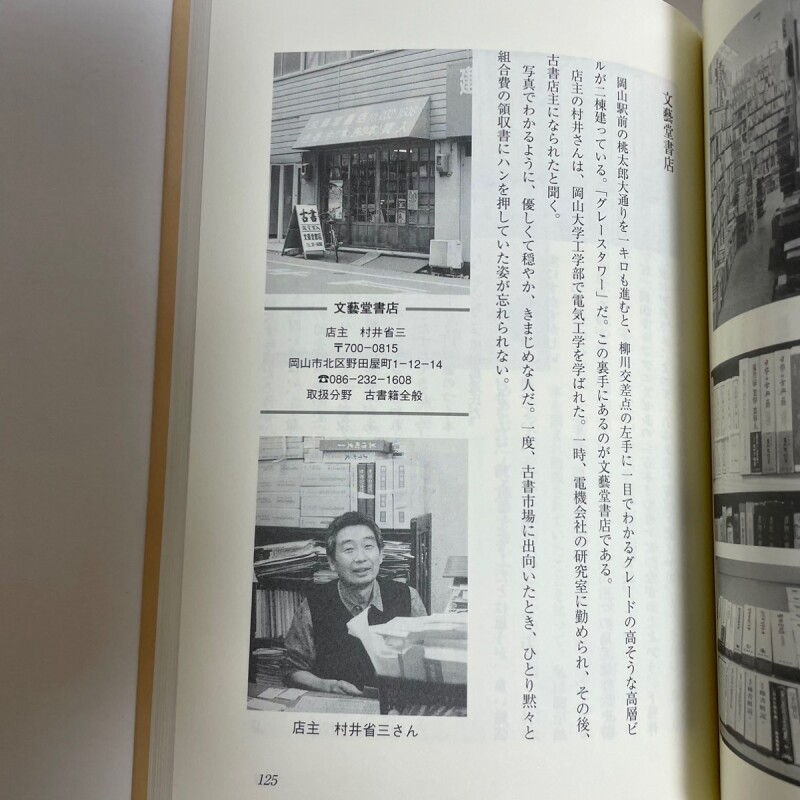 文藝堂書店
岡山駅前の桃太郎大通りを一キロも進むと、柳川交差点の左手に一目でわかるグレードの高そうな高層ビ
ルが二棟建っている。「グレースタワー」だ。この裏手にあるのが文藝堂書店である。
店主の村井さんは、岡山大学工学部で電気工学を学ばれた。一時、電機会社の研究室に勤められ、その後、
古書店主になられたと聞く。
写真でわかるように、優しくて穏やか、きまじめな人だ。一度、古書市場に出向いたとき、ひとり黙々と
組合費の領収書にハンを押していた姿が忘れられない。
古書
文藝堂書店
店主 村井省三
〒700-0815
岡山市北区野田屋町1-12-14
☎086-232-1608
取扱分野 古書籍全般
店主 村井省三さん
125